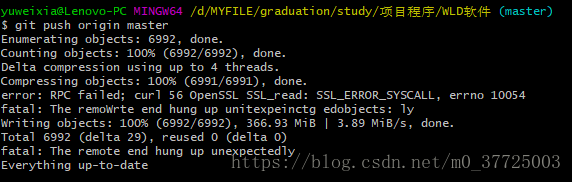 yuweixia@Lenovo-PC MINGW64 /d/MYFILE/graduation/study/项目程序/WLD软件 (master)
$ git push origin master
Enumerating objects: 6992, done.
Counting objects: 100% (6992/6992), done.
Delta compression using up to 4 threads.
Compressing objects: 100% (6991/6991), done.
error: RPC failed; curl 56 OpenSSL SSL_read: SSL_ERROR_SYSCALL, errno 10054
fatal: The remoWrte end hung up unitexpeinctg edobjects: ly
Writing objects: 100% (6992/6992), 366.93 MiB | 3.89 MiB/s, done.
Total 6992 (delta 29), reused 0 (delta 0)
fatal: The remote end hung up unexpectedly
Everything up-to-date
https://blog.csdn.net/m0_37725003